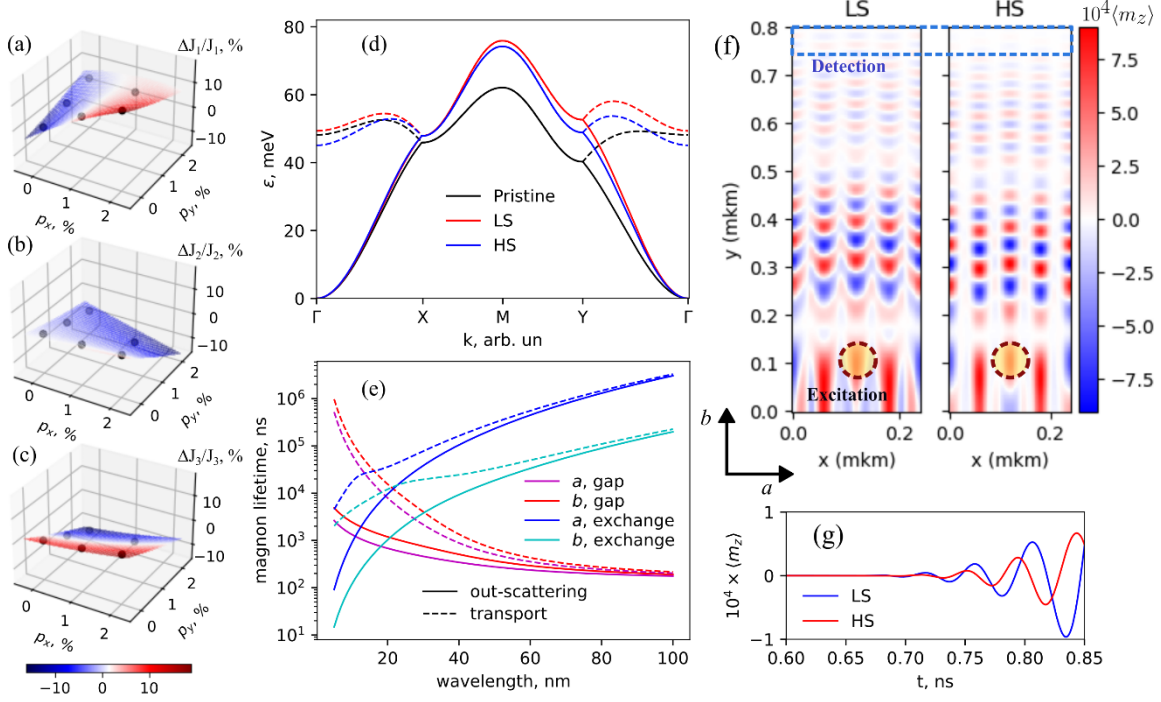 (a)
ΔJ1/J1, %
10
0
−10
2
1
0
py, %
0
1
2
px, %
(b)
ΔJ2/J2, %
10
0
−10
2
1
0
py, %
0
1
2
px, %
(c)
ΔJ3/J3, %
10
0
−10
2
1
0
py, %
0
1
2
px, %
−10 0 10
(d)
80
60
40
20
0
ε, meV
Pristine
LS
HS
Γ X M Y Γ
k, arb. un
(e)
10^6
10^5
10^4
10^3
10^2
10^1
magnon lifetime, ns
a, gap
b, gap
a, exchange
b, exchange
out-scattering
transport
20 40 60 80 100
wavelength, nm
(f)
LS HS
10^4⟨mz⟩
0.8
0.7
0.6
0.5
0.4
0.3
0.2
0.1
0.0
y (mkm)
Detection
Excitation
0.0 0.2
0.0 0.2
x (mkm) x (mkm)
7.5
5.0
2.5
0.0
−2.5
−5.0
−7.5
b
a
(g)
1
0
−1
10^4 × ⟨mz⟩
LS
HS
0.60 0.65 0.70 0.75 0.80 0.85
t, ns